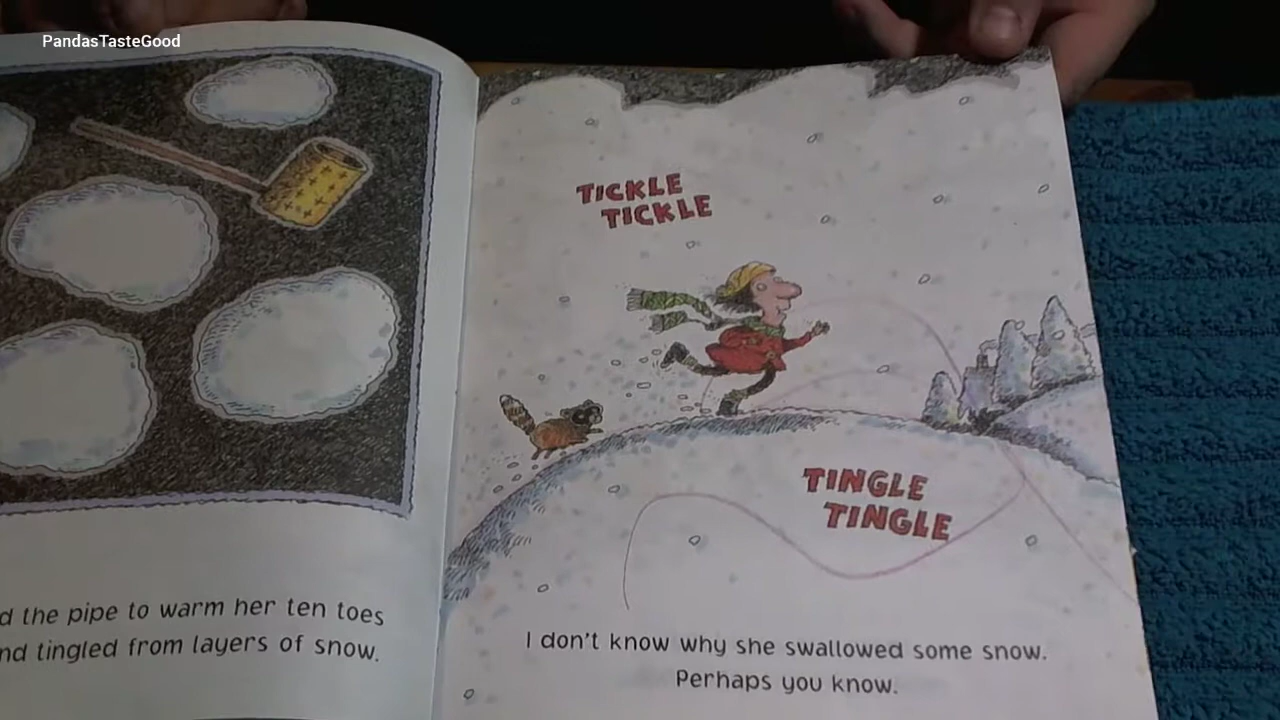 PandasTasteGood
the pipe to warm her ten toes
tingled from layers of snow.
TICKLE
TICKLE
TINGLE
TINGLE
I don't know why she swallowed some snow.
Perhaps you know.